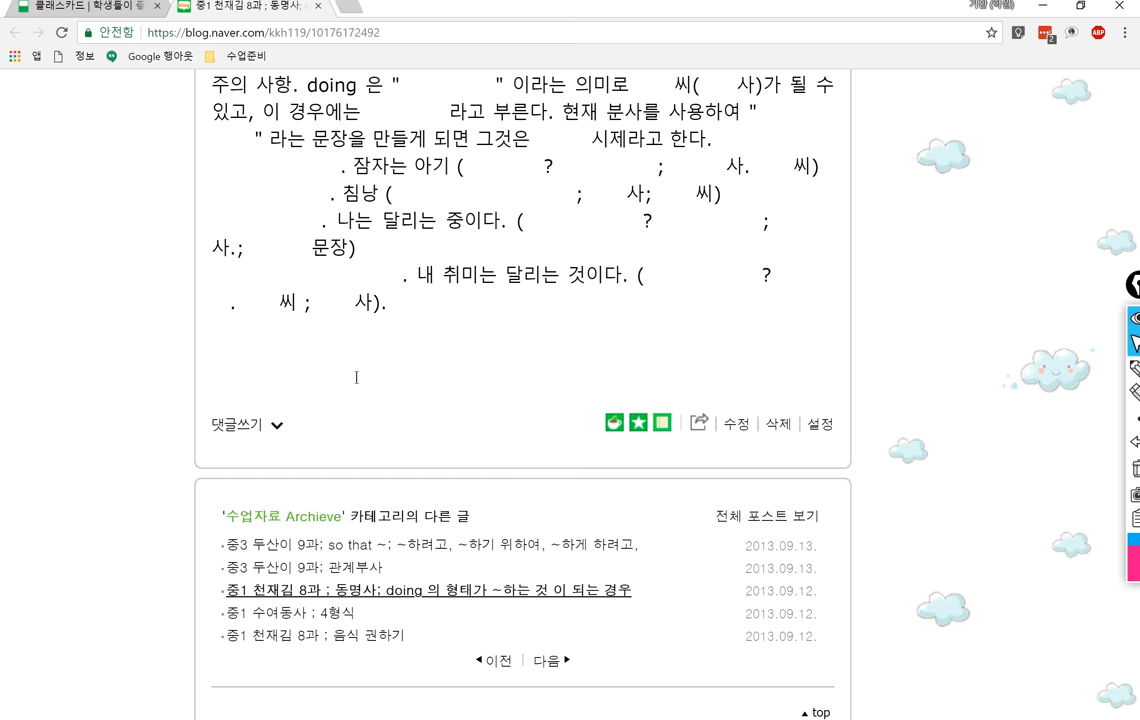 클래스카드 | 학생들이 좋
중1 천재김 8과 ; 동명사;
안전함 https://blog.naver.com/kkh119/10176172492
2
ABP
앱 정보 Google 행아웃 수업준비
주의 사항. doing 은 " " 이라는 의미로 씨( 사)가 될 수
있고, 이 경우에는 라고 부른다. 현재 분사를 사용하여 "
" 라는 문장을 만들게 되면 그것은 시제라고 한다.
. 잠자는 아기 ( ? ; 사. 씨)
. 침낭 ( ; 사; 씨)
. 나는 달리는 중이다. ( ? ;
사.; 문장)
. 내 취미는 달리는 것이다. ( ?
. 씨 ; 사).
댓글쓰기 수정 | 삭제 | 설정
'수업자료 Archieve' 카테고리의 다른 글 전체 포스트 보기
중3 두산이 9과; so that ~; ~하려고, ~하기 위하여, ~하게 하려고, 2013.09.13.
중3 두산이 9과; 관계부사 2013.09.13.
중1 천재김 8과 ; 동명사; doing 의 형태가 ~하는 것 이 되는 경우 2013.09.12.
중1 수여동사 ; 4형식 2013.09.12.
중1 천재김 8과 ; 음식 권하기 2013.09.12.
이전 | 다음
top